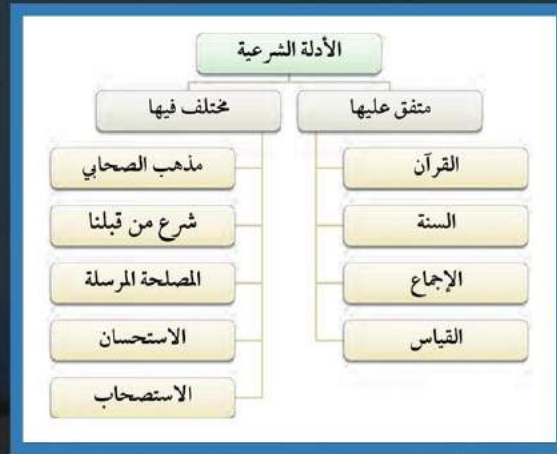 الأدلة الشرعية
متفق عليها
مختلف فيها
القرآن
السنة
الإجماع
القياس
مذهب الصحابي
شرع من قبلنا
المصلحة المرسلة
الاستحسان
الاستصحاب